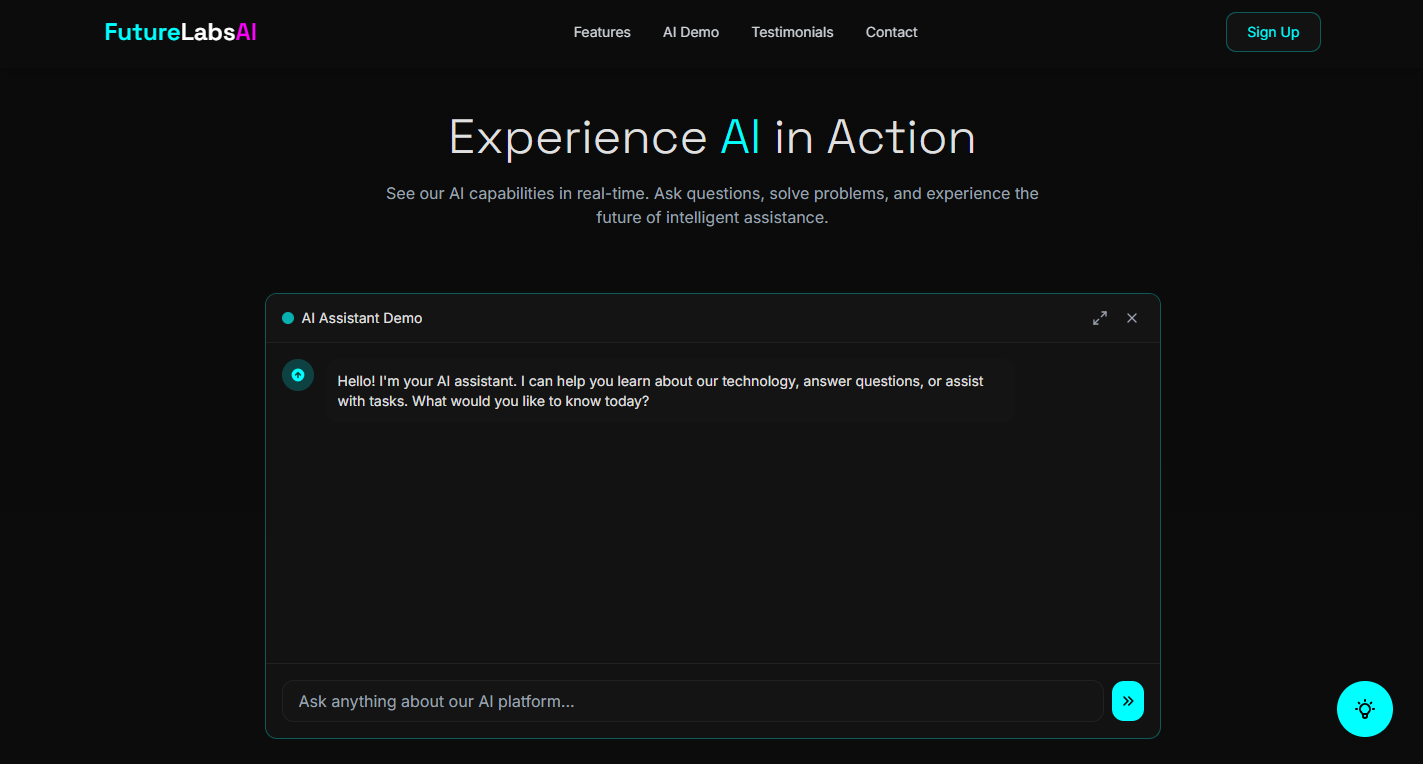 FutureLabsAI
Features
AI Demo
Testimonials
Contact
Sign Up
Experience AI in Action
See our AI capabilities in real-time. Ask questions, solve problems, and experience the
future of intelligent assistance.
AI Assistant Demo
Hello! I'm your AI assistant. I can help you learn about our technology, answer questions, or assist
with tasks. What would you like to know today?
Ask anything about our AI platform...